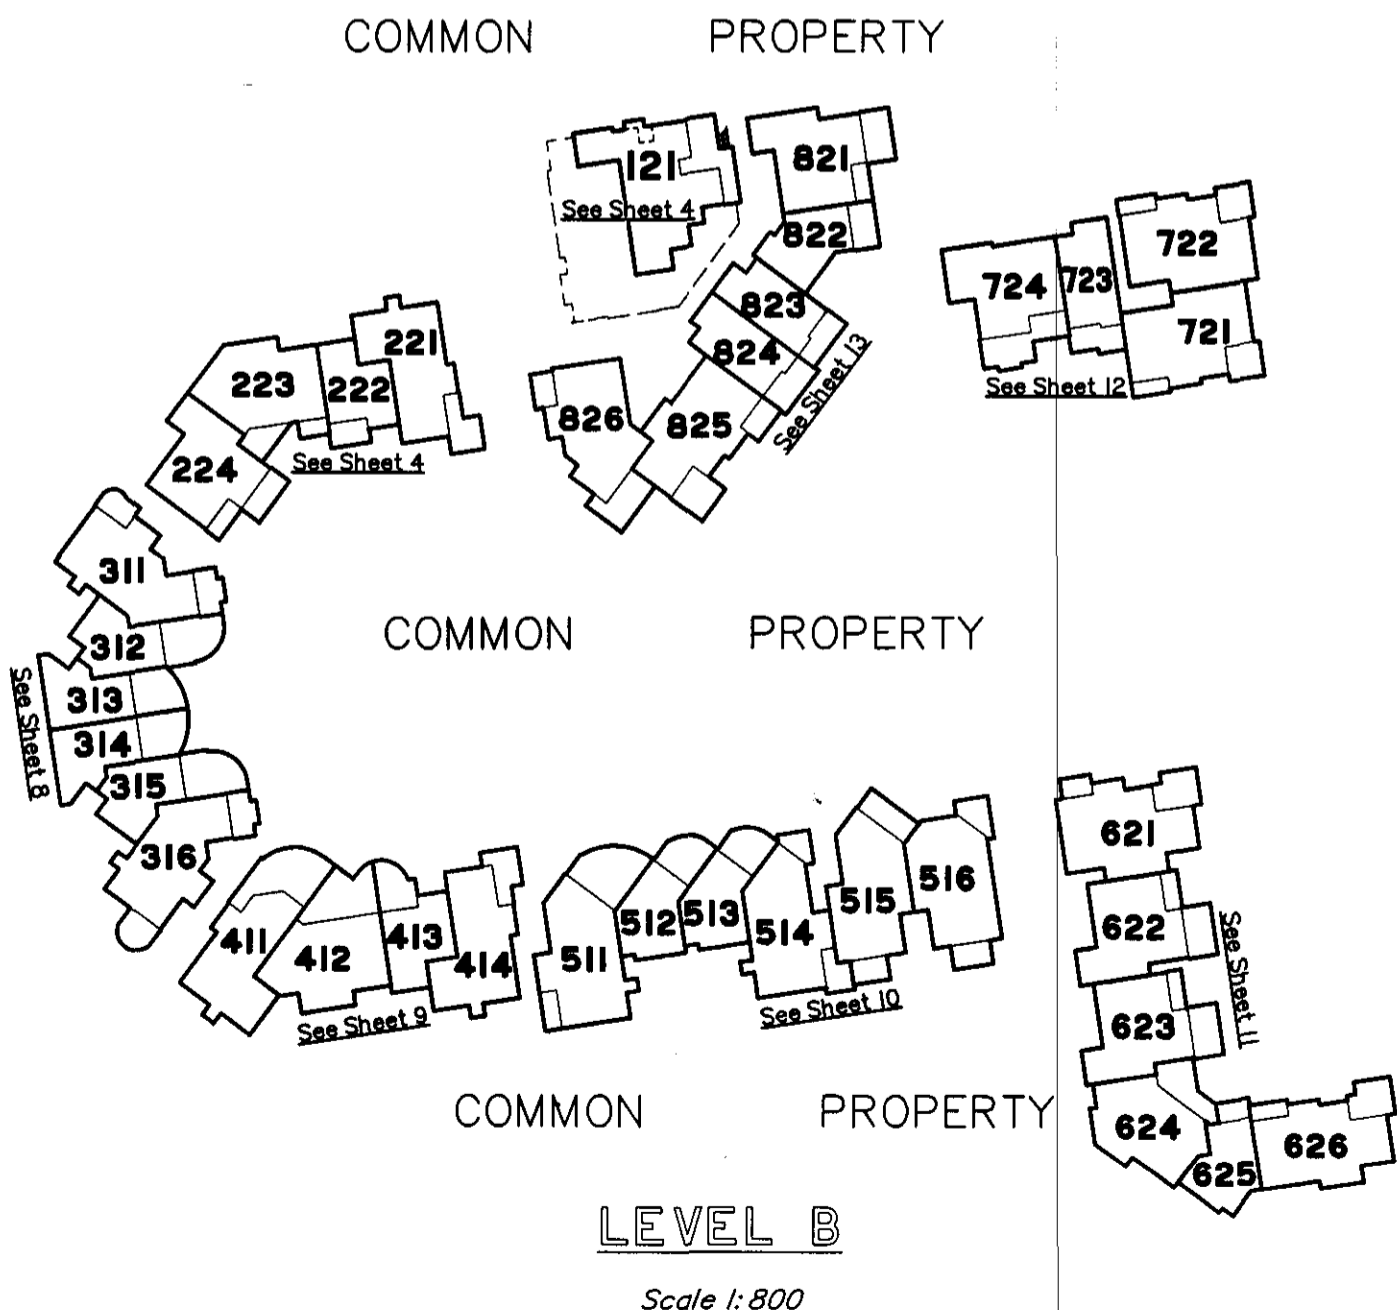 COMMON PROPERTY
121
See Sheet 4
821
822
823
824
825
826
See Sheet 13
722
723
724
721
See Sheet 12
221
222
223
224
See Sheet 4
311
312
313
314
315
316
See Sheet 8
COMMON PROPERTY
411
412
413
414
See Sheet 9
511
512
513
514
515
516
See Sheet 10
621
622
623
624
625
626
See Sheet 11
COMMON PROPERTY
LEVEL B
Scale 1:800